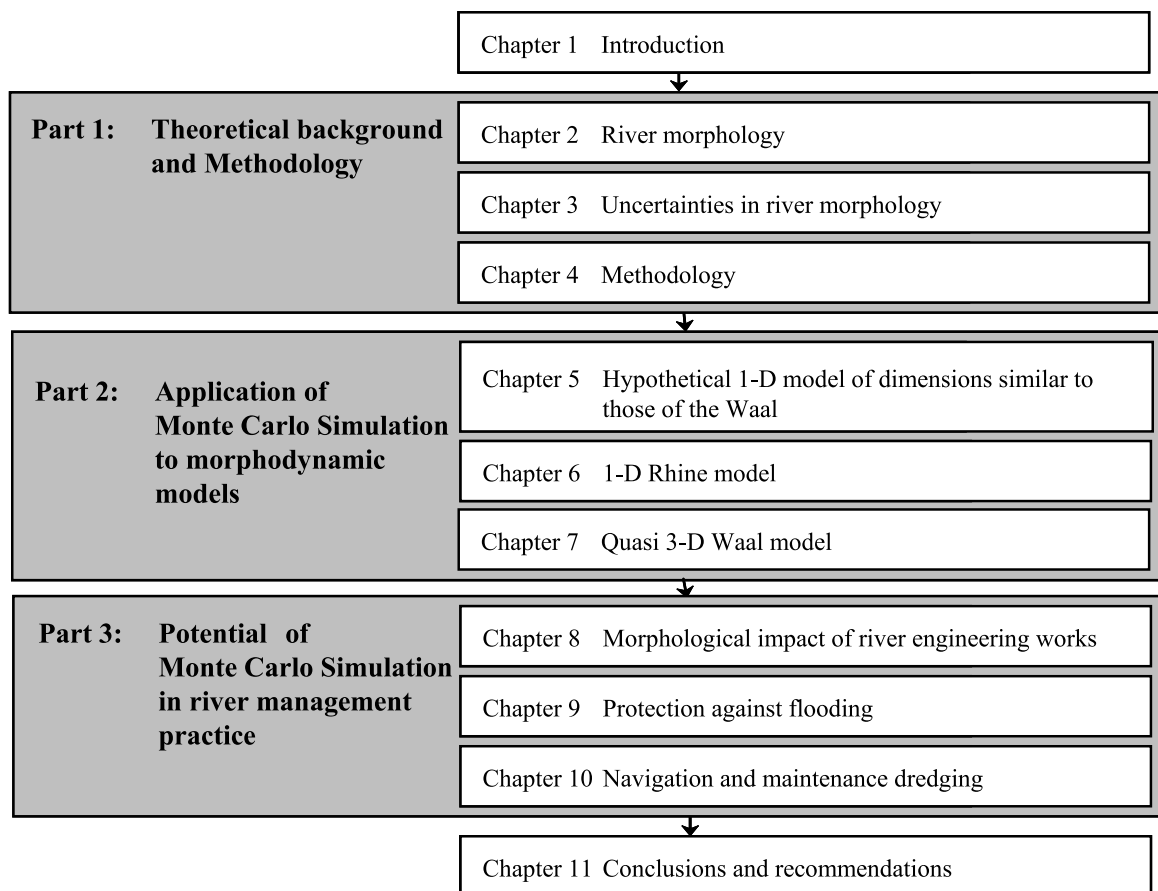 Chapter 1 Introduction
Part 1: Theoretical background
and Methodology
Chapter 2 River morphology
Chapter 3 Uncertainties in river morphology
Chapter 4 Methodology
Part 2: Application of
Monte Carlo Simulation
to morphodynamic
models
Chapter 5 Hypothetical 1-D model of dimensions similar to
those of the Waal
Chapter 6 1-D Rhine model
Chapter 7 Quasi 3-D Waal model
Part 3: Potential of
Monte Carlo Simulation
in river management
practice
Chapter 8 Morphological impact of river engineering works
Chapter 9 Protection against flooding
Chapter 10 Navigation and maintenance dredging
Chapter 11 Conclusions and recommendations